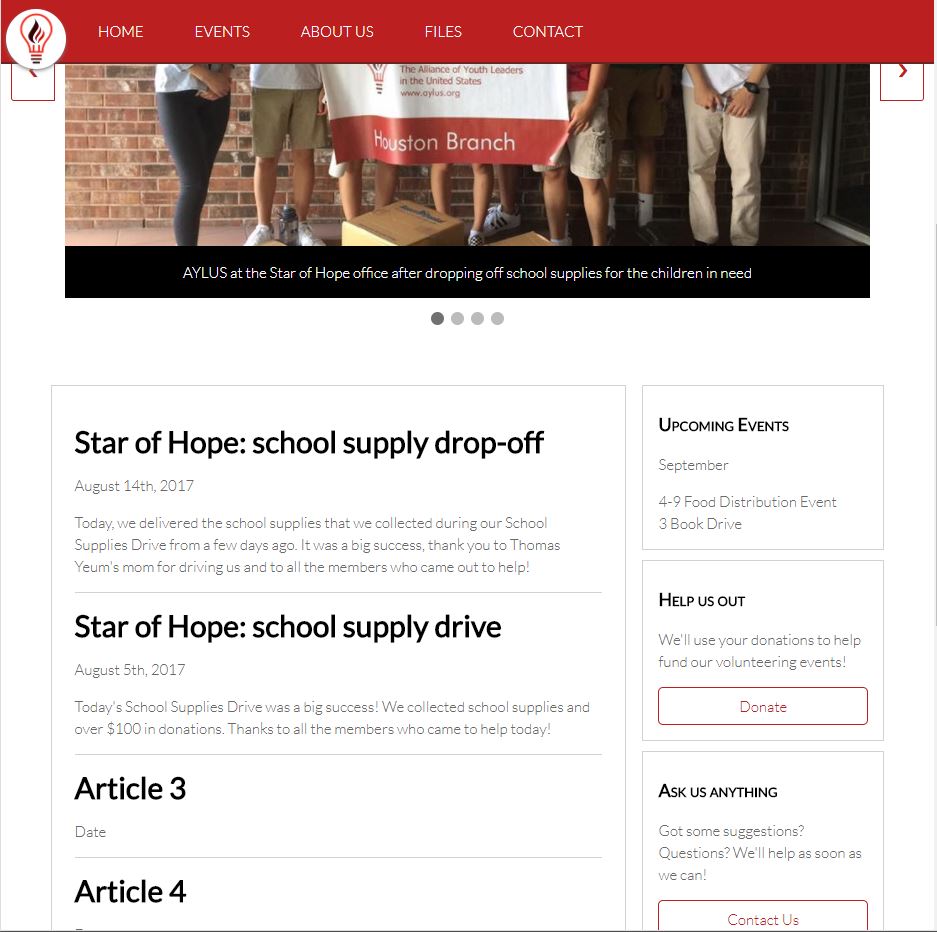 HOME EVENTS ABOUT US FILES CONTACT
The Alliance of Youth Leaders
in the United States
www.aylus.org
Houston Branch
AYLUS at the Star of Hope office after dropping off school supplies for the children in need
Star of Hope: school supply drop-off
August 14th, 2017
Today, we delivered the school supplies that we collected during our School
Supplies Drive from a few days ago. It was a big success, thank you to Thomas
Yeum's mom for driving us and to all the members who came out to help!
Star of Hope: school supply drive
August 5th, 2017
Today's School Supplies Drive was a big success! We collected school supplies and
over $100 in donations. Thanks to all the members who came to help today!
Article 3
Date
Article 4
Upcoming Events
September
4-9 Food Distribution Event
3 Book Drive
Help us out
We'll use your donations to help
fund our volunteering events!
Donate
Ask us anything
Got some suggestions?
Questions? We'll help as soon as
we can!
Contact Us